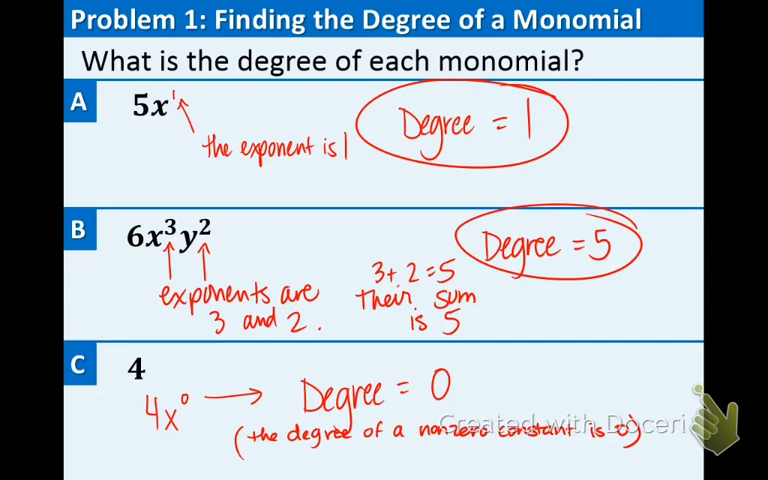 Problem 1: Finding the Degree of a Monomial
What is the degree of each monomial?
A
5x¹
Degree = 1
the exponent is 1
B
6x³y²
Degree = 5
exponents are
3 and 2.
3+2=5
their sum
is 5
C
4
4x⁰ → Degree = 0
(the degree of a nonzero constant is 0)
Created with Doceri